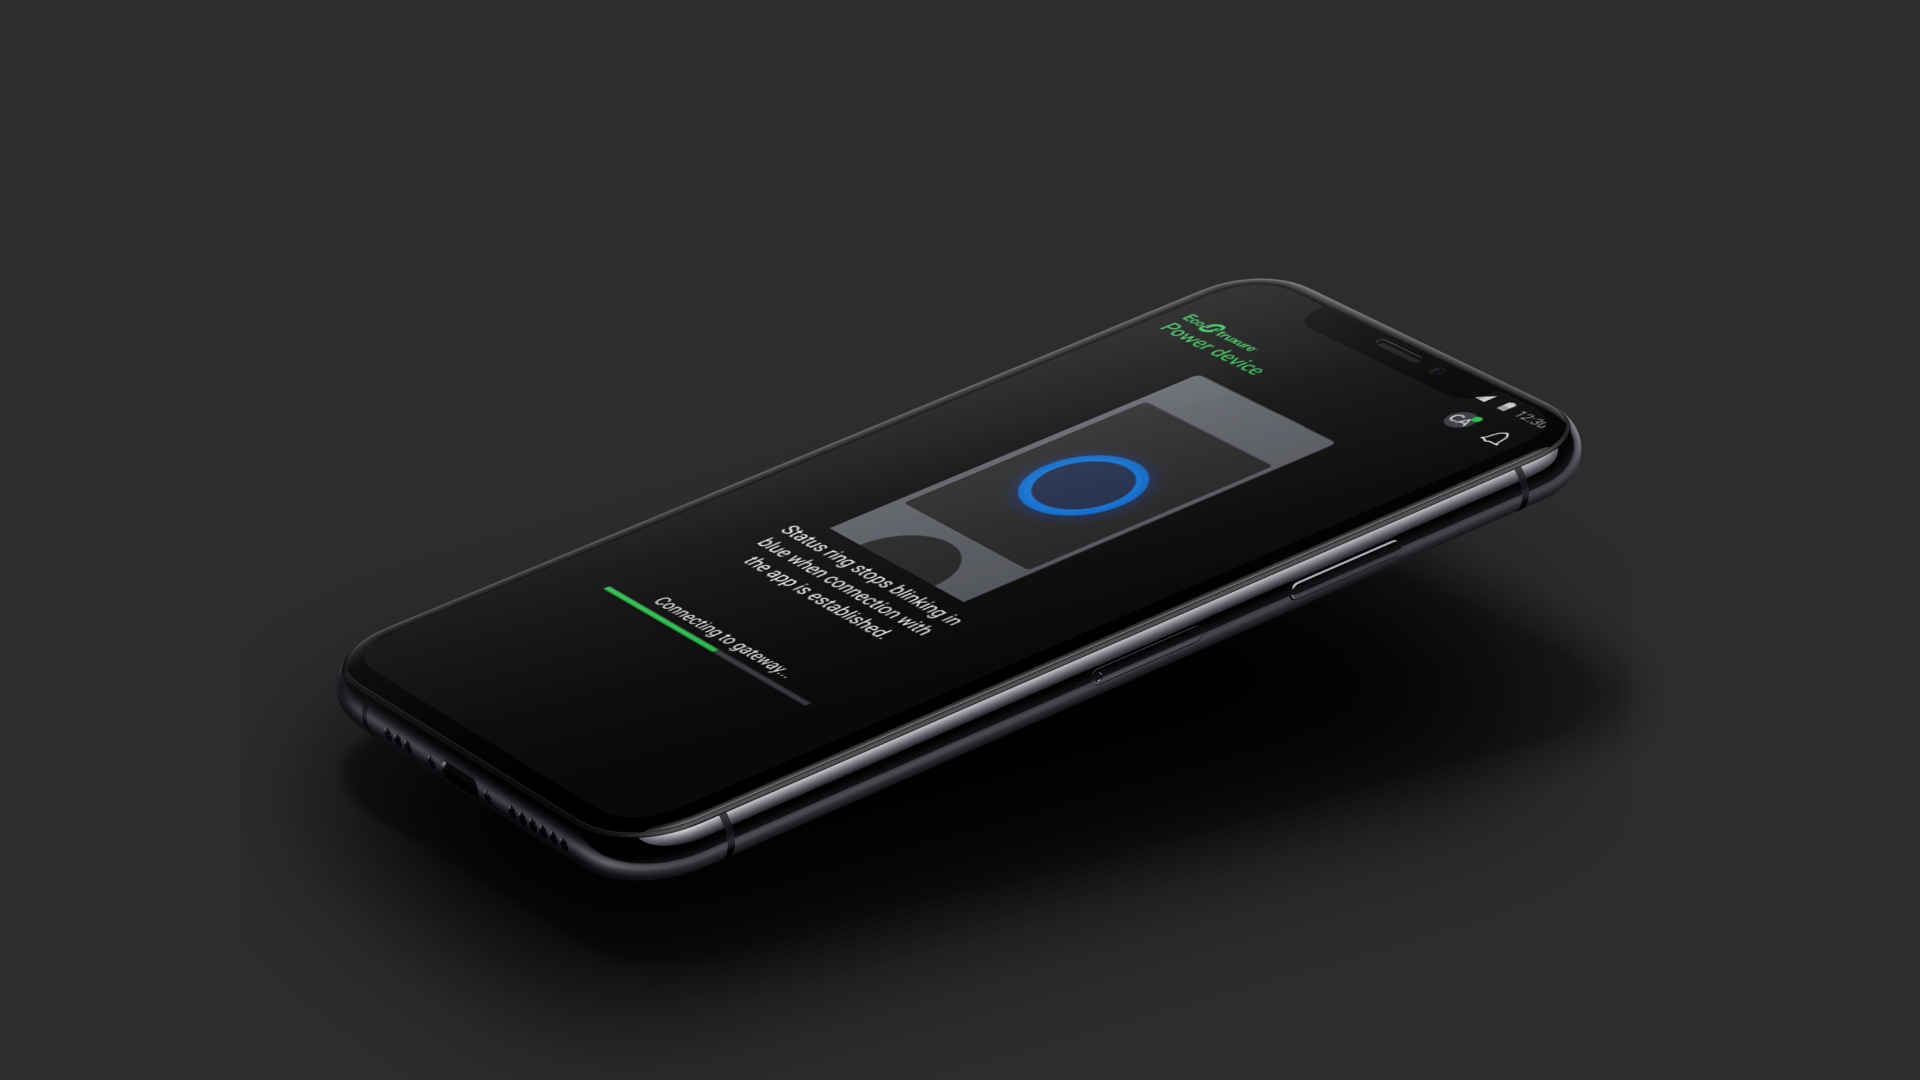 12:30
CA
EcoStruxure
Power device
Status ring stops blinking in
blue when connection with
the app is established.
Connecting to gateway...